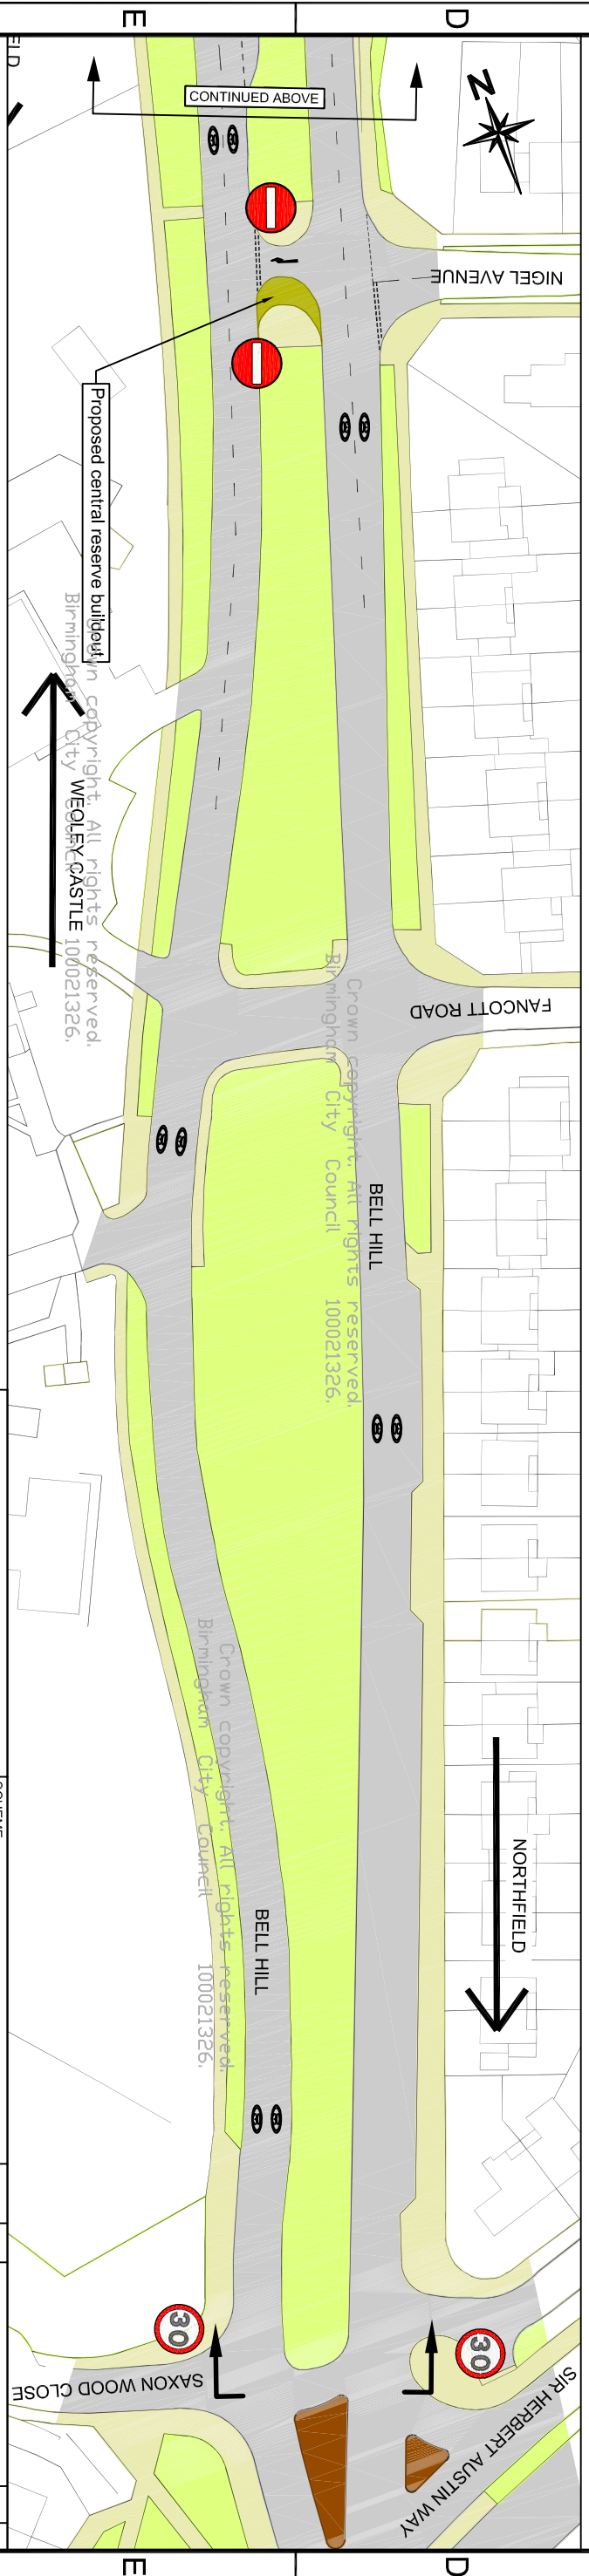 E
D
ELD
CONTINUED ABOVE
N
NIGEL AVENUE
Proposed central reserve buildout
Crown copyright. All rights reserved.
Birmingham City Council 100021326.
WEOLEY CASTLE
FANCOTT ROAD
Crown copyright. All rights reserved.
Birmingham City Council 100021326.
BELL HILL
Crown copyright. All rights reserved.
Birmingham City Council 100021326.
BELL HILL
NORTHFIELD
30
30
SAXON WOOD CLOSE
SIR HERBERT AUSTIN WAY
E
D